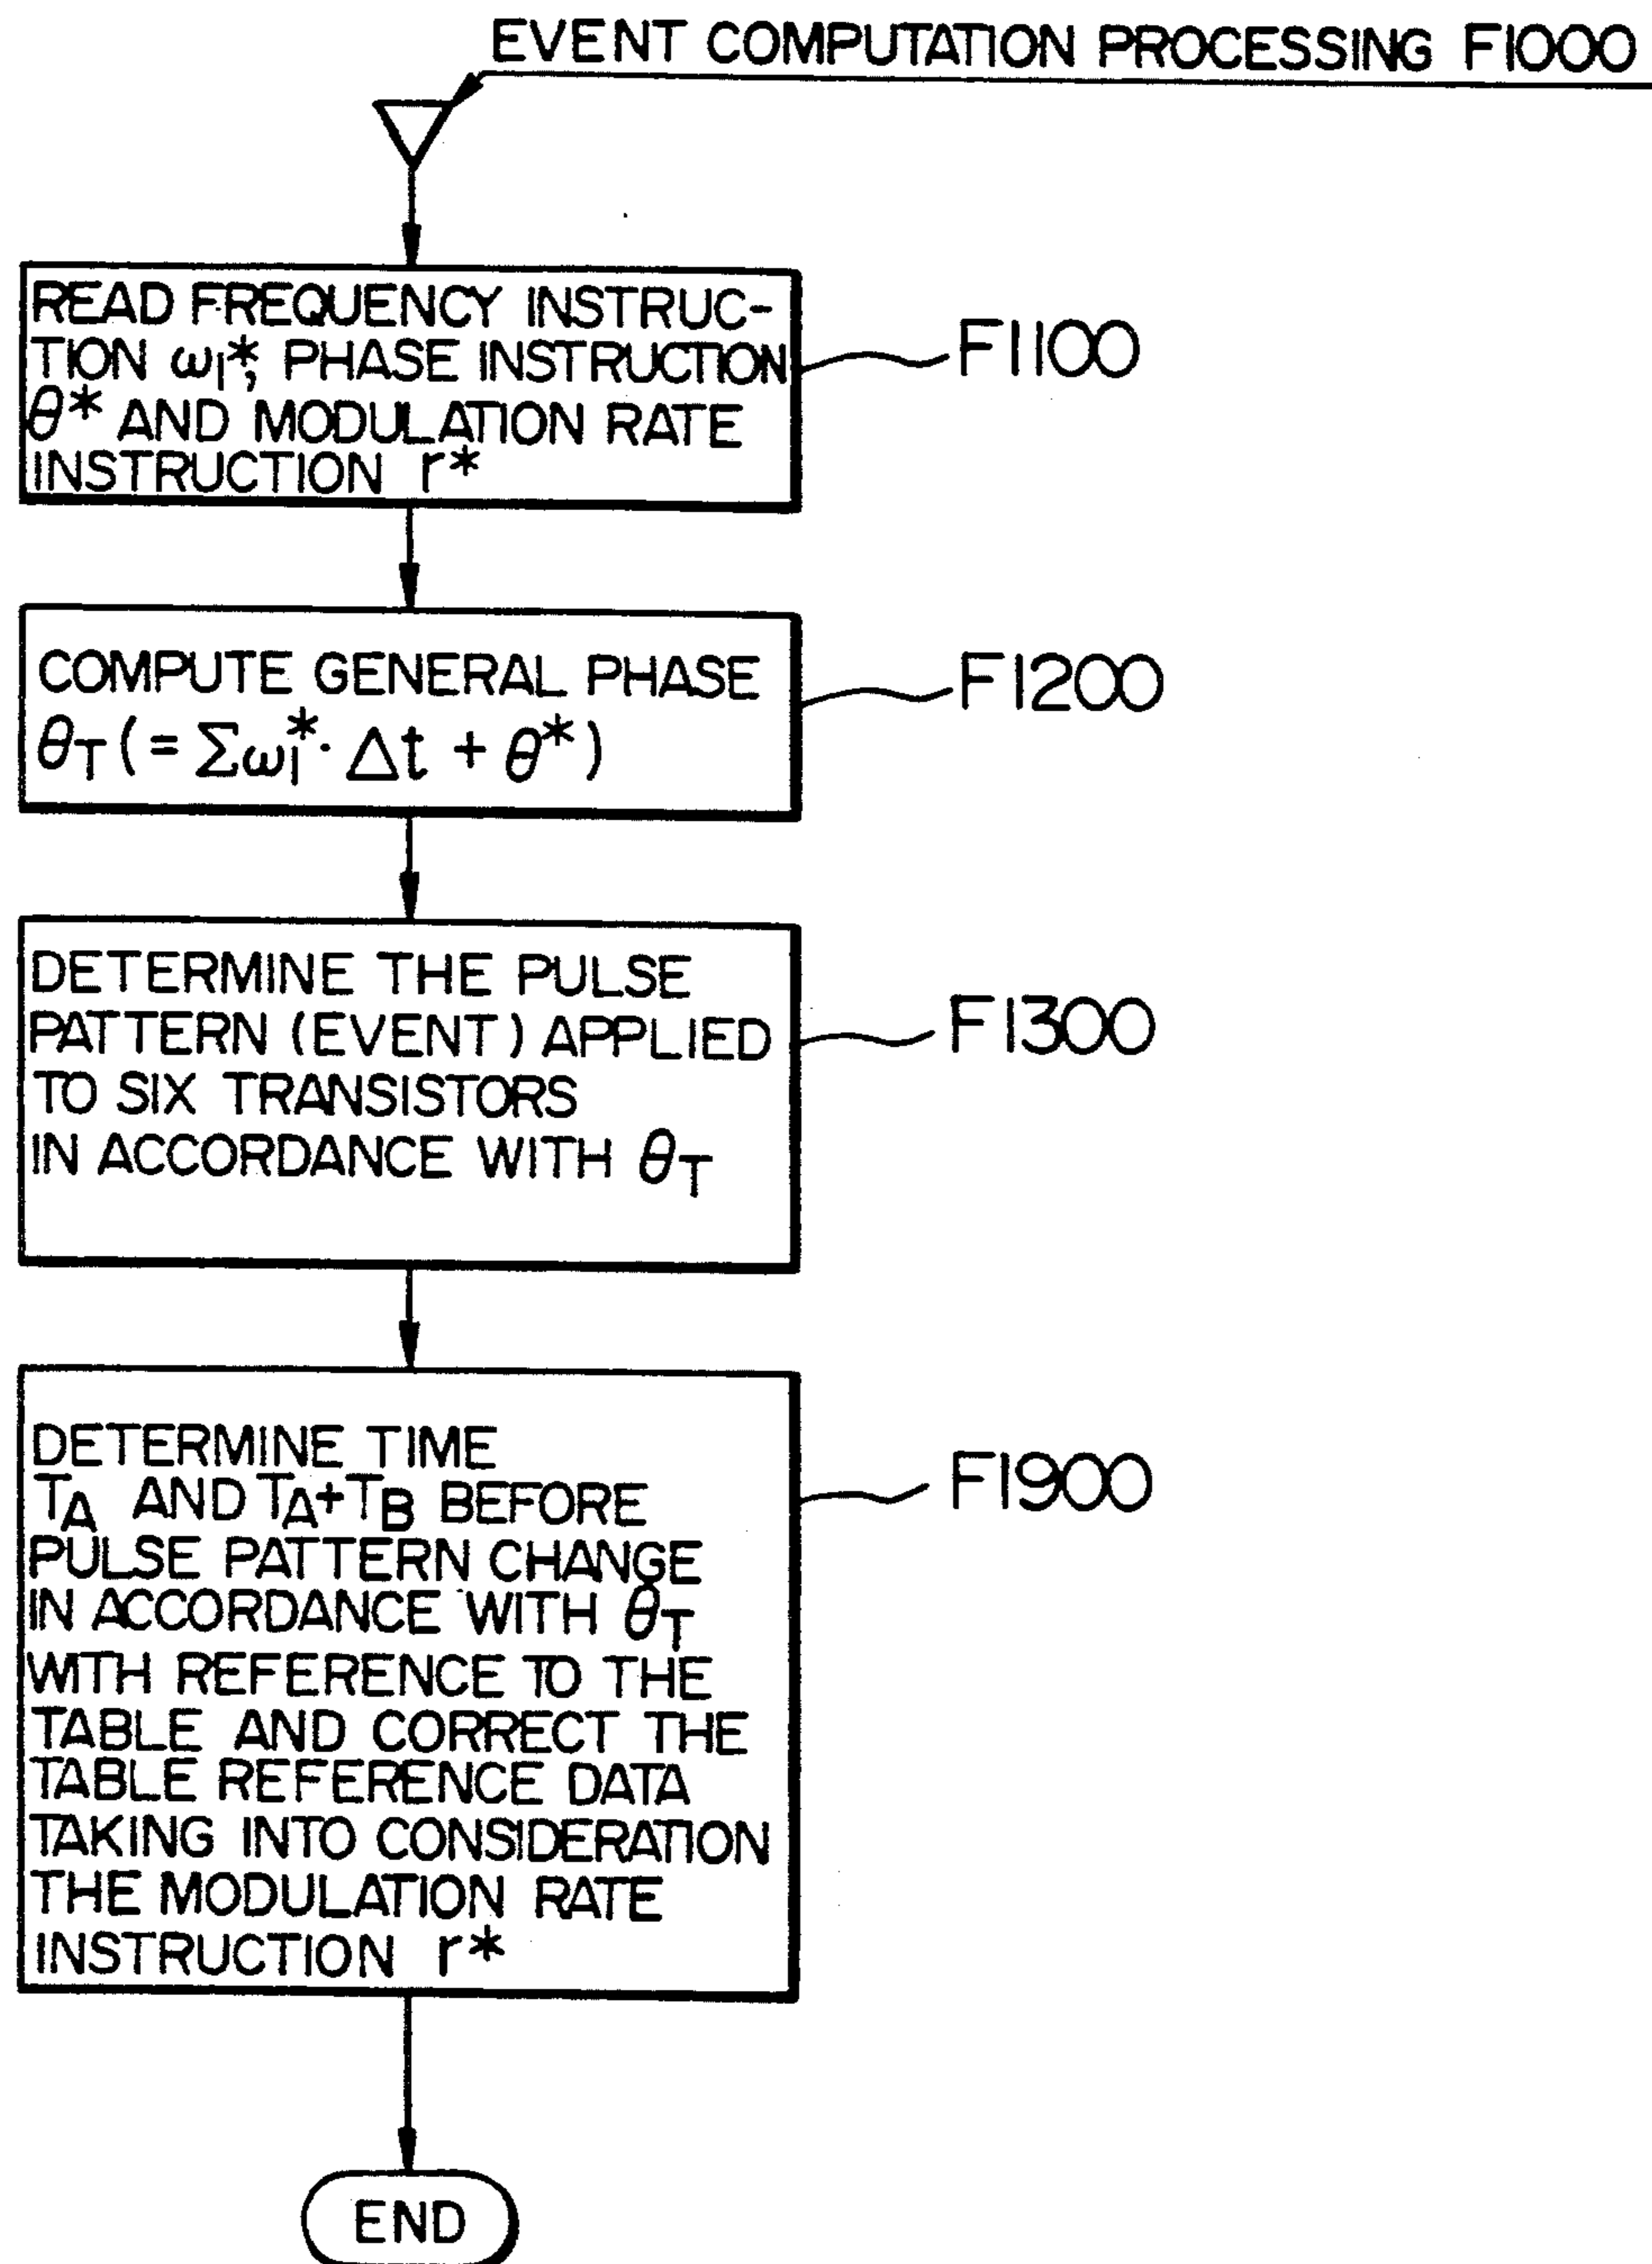 EVENT COMPUTATION PROCESSING F1000
READ FREQUENCY INSTRUC-
TION ω₁*, PHASE INSTRUCTION
θ* AND MODULATION RATE
INSTRUCTION r*
F1100
COMPUTE GENERAL PHASE
θT (= Σω₁*· Δt + θ*)
F1200
DETERMINE THE PULSE
PATTERN (EVENT) APPLIED
TO SIX TRANSISTORS
IN ACCORDANCE WITH θT
F1300
DETERMINE TIME
TA AND TA+TB BEFORE
PULSE PATTERN CHANGE
IN ACCORDANCE WITH θT
WITH REFERENCE TO THE
TABLE AND CORRECT THE
TABLE REFERENCE DATA
TAKING INTO CONSIDERATION
THE MODULATION RATE
INSTRUCTION r*
F1900
END